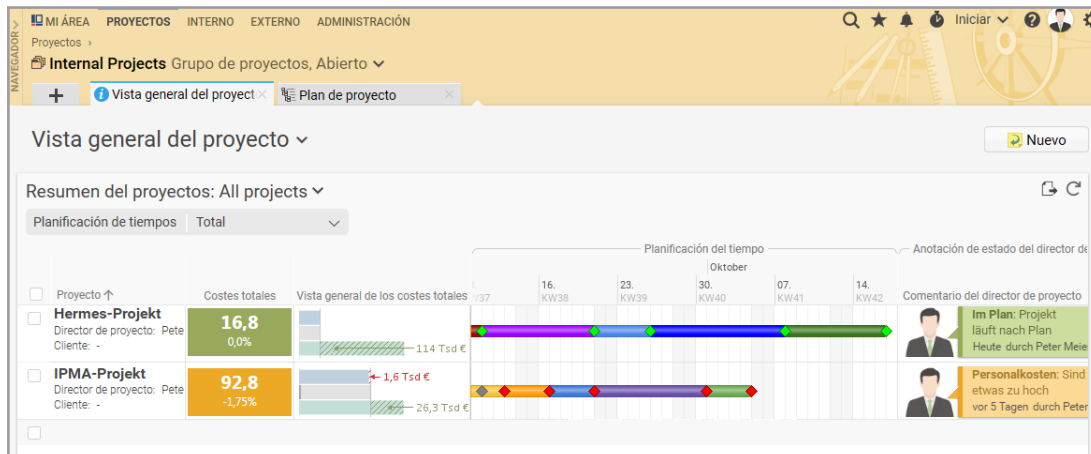 MI ÁREA PROYECTOS INTERNO EXTERNO ADMINISTRACIÓN Iniciar
NAVEGADOR
Proyectos ›
Internal Projects Grupo de proyectos, Abierto
Vista general del proyect Plan de proyecto
Vista general del proyecto
Nuevo
Resumen del proyectos: All projects
Planificación de tiempos Total
Planificación del tiempo Anotación de estado del director de
Oktober
16. 23. 30. 07. 14.
Proyecto Costes totales Vista general de los costes totales KW38 KW39 KW40 KW41 KW42 Comentario del director de proyecto
Hermes-Projekt
Director de proyecto: Pete
Cliente: -
16,8
0,0%
114 Tsd €
Im Plan: Projekt
läuft nach Plan
Heute durch Peter Meie
IPMA-Projekt
Director de proyecto: Pete
Cliente: -
92,8
-1,75%
1,6 Tsd €
26,3 Tsd €
Personalkosten: Sind
etwas zu hoch
vor 5 Tagen durch Peter